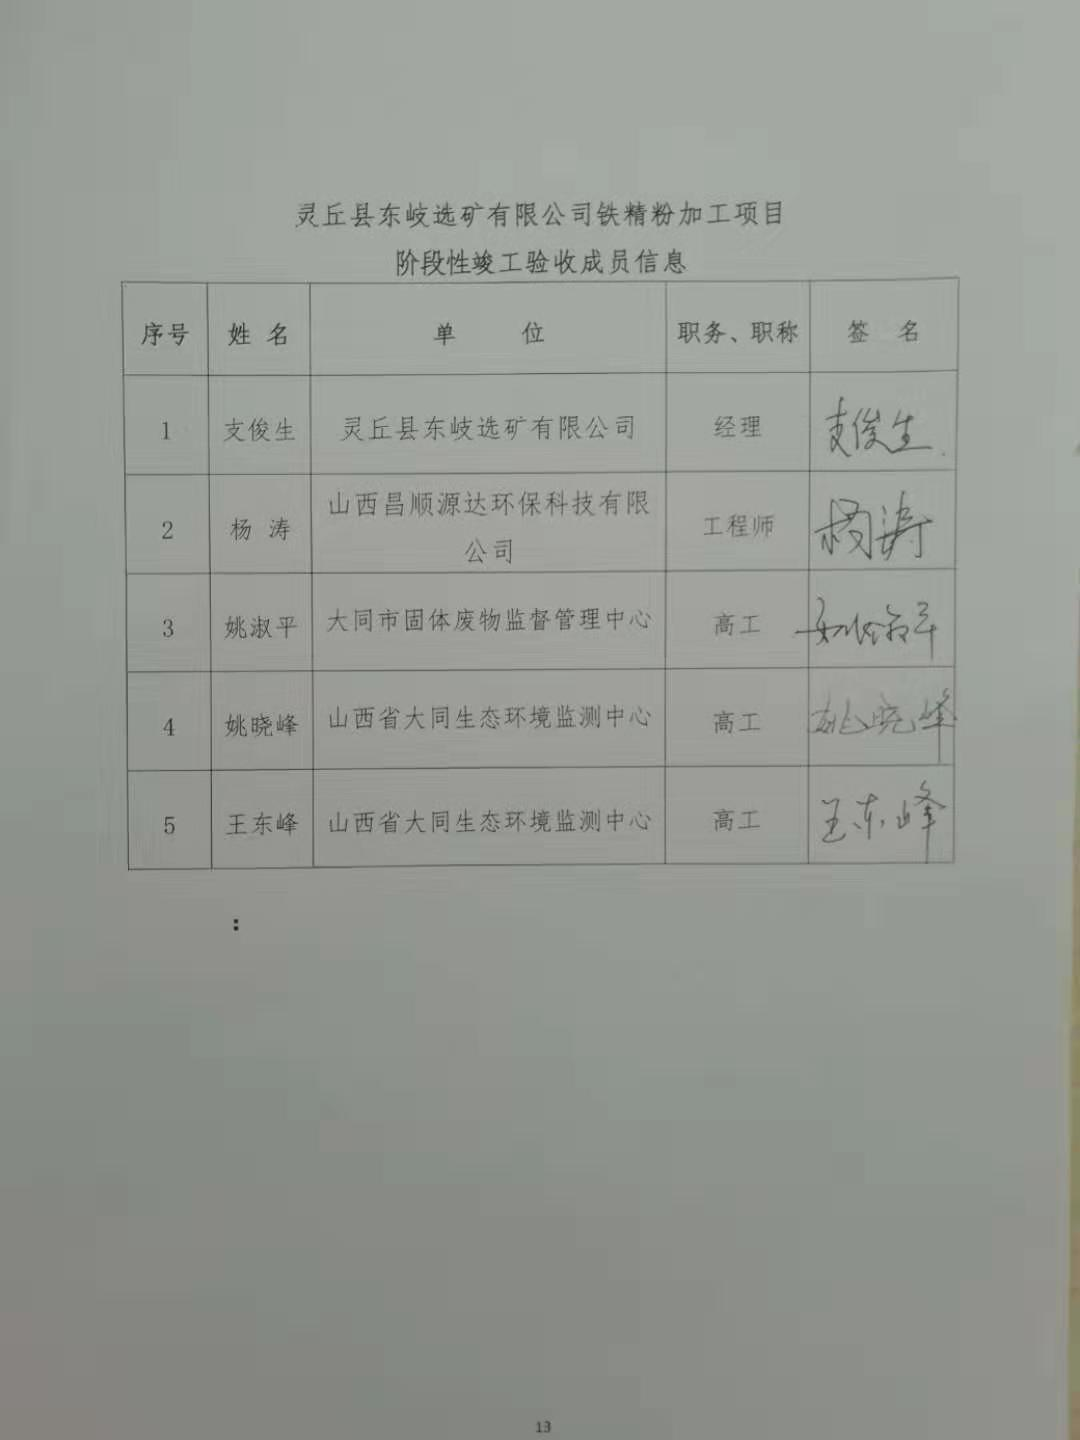 灵丘县东岐选矿有限公司铁精粉加工项目
阶段性竣工验收成员信息
序号 姓 名 单 位 职务、职称 签 名
1 支俊生 灵丘县东岐选矿有限公司 经理 支俊生
2 杨 涛 山西昌顺源达环保科技有限
公司 工程师 杨涛
3 姚淑平 大同市固体废物监督管理中心 高工 姚淑平
4 姚晓峰 山西省大同生态环境监测中心 高工 姚晓峰
5 王东峰 山西省大同生态环境监测中心 高工 王东峰
:
13